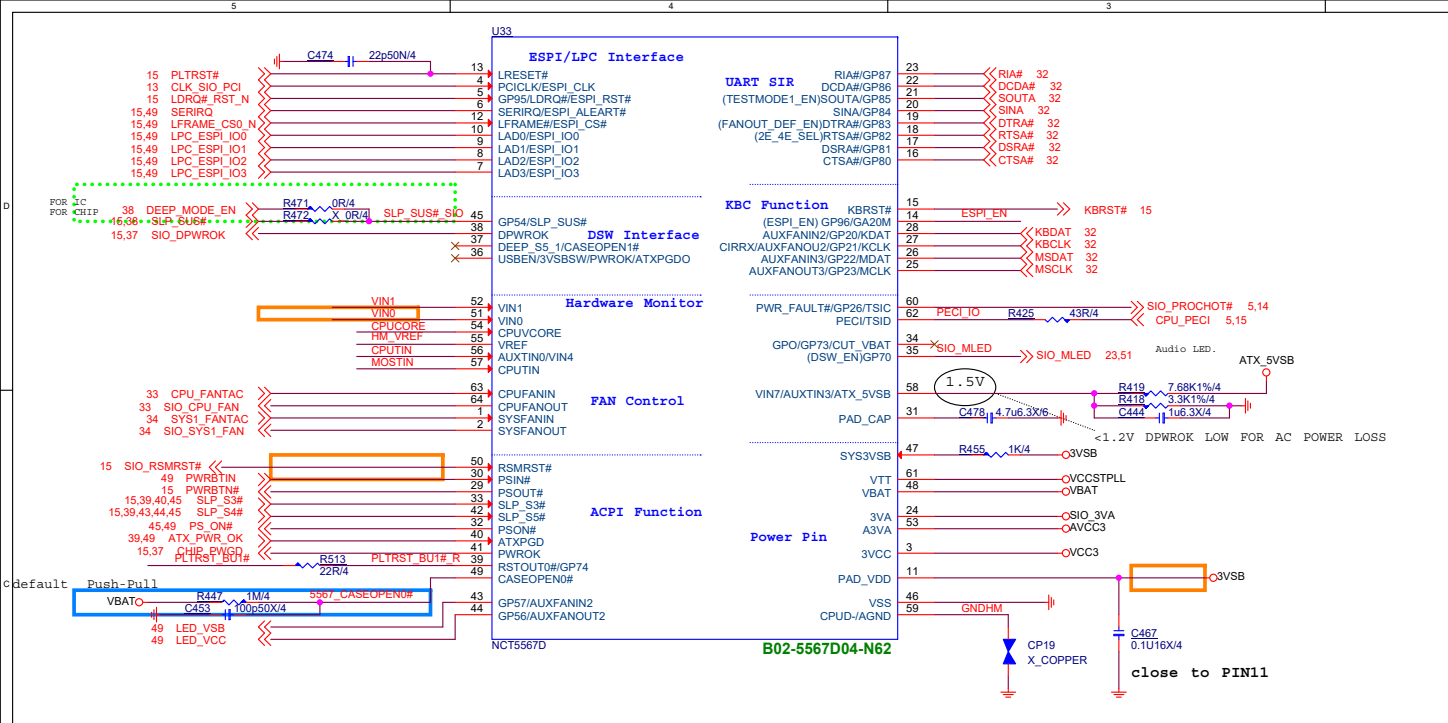 5 4 3
U33
ESPI/LPC Interface
C474 22p50N/4
15 PLTRST# 13 LRESET#
13 CLK_SIO_PCI 4 PCICLK/ESPI_CLK
15 LDRQ#_RST_N 5 GP95/LDRQ#/ESPI_RST#
15,49 SERIRQ 6 SERIRQ/ESPI_ALEART#
15,49 LFRAME_CS0_N 12 LFRAME#/ESPI_CS#
15,49 LPC_ESPI_IO0 10 LAD0/ESPI_IO0
15,49 LPC_ESPI_IO1 9 LAD1/ESPI_IO1
15,49 LPC_ESPI_IO2 8 LAD2/ESPI_IO2
15,49 LPC_ESPI_IO3 7 LAD3/ESPI_IO3
UART SIR
RIA#/GP87 23 RIA# 32
DCDA#/GP86 22 DCDA# 32
(TESTMODE1_EN)SOUTA/GP85 21 SOUTA 32
SINA/GP84 20 SINA 32
(FANOUT_DEF_EN)DTRA#/GP83 19 DTRA# 32
(2E_4E_SEL)RTSA#/GP82 18 RTSA# 32
DSRA#/GP81 17 DSRA# 32
CTSA#/GP80 16 CTSA# 32
D
FOR IC
FOR CHIP
R471 0R/4
38 DEEP_MODE_EN
R472 X_0R/4
15,38 SLP_SUS# SLP_SUS#_SIO 45 GP54/SLP_SUS#
15,37 SIO_DPWROK 38 DPWROK
DSW Interface
37 DEEP_S5_1/CASEOPEN1#
36 USBEN/3VSBSW/PWROK/ATXPGDO
KBC Function
KBRST# 15 KBRST# 15
(ESPI_EN) GP96/GA20M 14 ESPI_EN
AUXFANIN2/GP20/KDAT 28 KBDAT 32
CIRRX/AUXFANOU2/GP21/KCLK 27 KBCLK 32
AUXFANIN3/GP22/MDAT 26 MSDAT 32
AUXFANOUT3/GP23/MCLK 25 MSCLK 32
Hardware Monitor
VIN1 52 VIN1
VIN0 51 VIN0
CPUCORE 54 CPUVCORE
HM_VREF 55 VREF
CPUTIN 56 AUXTIN0/VIN4
MOSTIN 57 CPUTIN
PWR_FAULT#/GP26/TSIC 60 SIO_PROCHOT# 5,14
PECI/TSID 62 PECI_IO R425 43R/4 CPU_PECI 5,15
GPO/GP73/CUT_VBAT 34
(DSW_EN)GP70 35 SIO_MLED SIO_MLED 23,51
Audio LED.
ATX_5VSB
33 CPU_FANTAC 63 CPUFANIN
33 SIO_CPU_FAN 64 CPUFANOUT
34 SYS1_FANTAC 1 SYSFANIN
34 SIO_SYS1_FAN 2 SYSFANOUT
FAN Control
VIN7/AUXTIN3/ATX_5VSB 58 1.5V
R419 7.68K1%/4
R418 3.3K1%/4
PAD_CAP 31 C478 4.7u6.3X/6 C444 1u6.3X/4
<1.2V DPWROK LOW FOR AC POWER LOSS
15 SIO_RSMRST# 50 RSMRST#
49 PWRBTIN 30 PSIN#
15 PWRBTN# 29 PSOUT#
15,39,40,45 SLP_S3# 33 SLP_S3#
15,39,43,44,45 SLP_S4# 42 SLP_S5#
45,49 PS_ON# 32 PSON#
39,49 ATX_PWR_OK 40 ATXPGD
15,37 CHIP_PWGD 41 PWROK
PLTRST_BU1# R513 22R/4 PLTRST_BU1#_R 39 RSTOUT0#/GP74
49 CASEOPEN0#
ACPI Function
SYS3VSB 47 R455 1K/4 3VSB
VTT 61 VCCSTPLL
VBAT 48 VBAT
3VA 24 SIO_3VA
A3VA 53 AVCC3
Power Pin
3VCC 3 VCC3
PAD_VDD 11 3VSB
C default Push-Pull
VBAT R447 1M/4 5567_CASEOPEN0#
C453 100p50X/4
43 GP57/AUXFANIN2
44 GP56/AUXFANOUT2
49 LED_VSB
49 LED_VCC
VSS 46
CPUD-/AGND 59 GNDHM
NCT5567D
B02-5567D04-N62
CP19
X_COPPER
C467
0.1U16X/4
close to PIN11